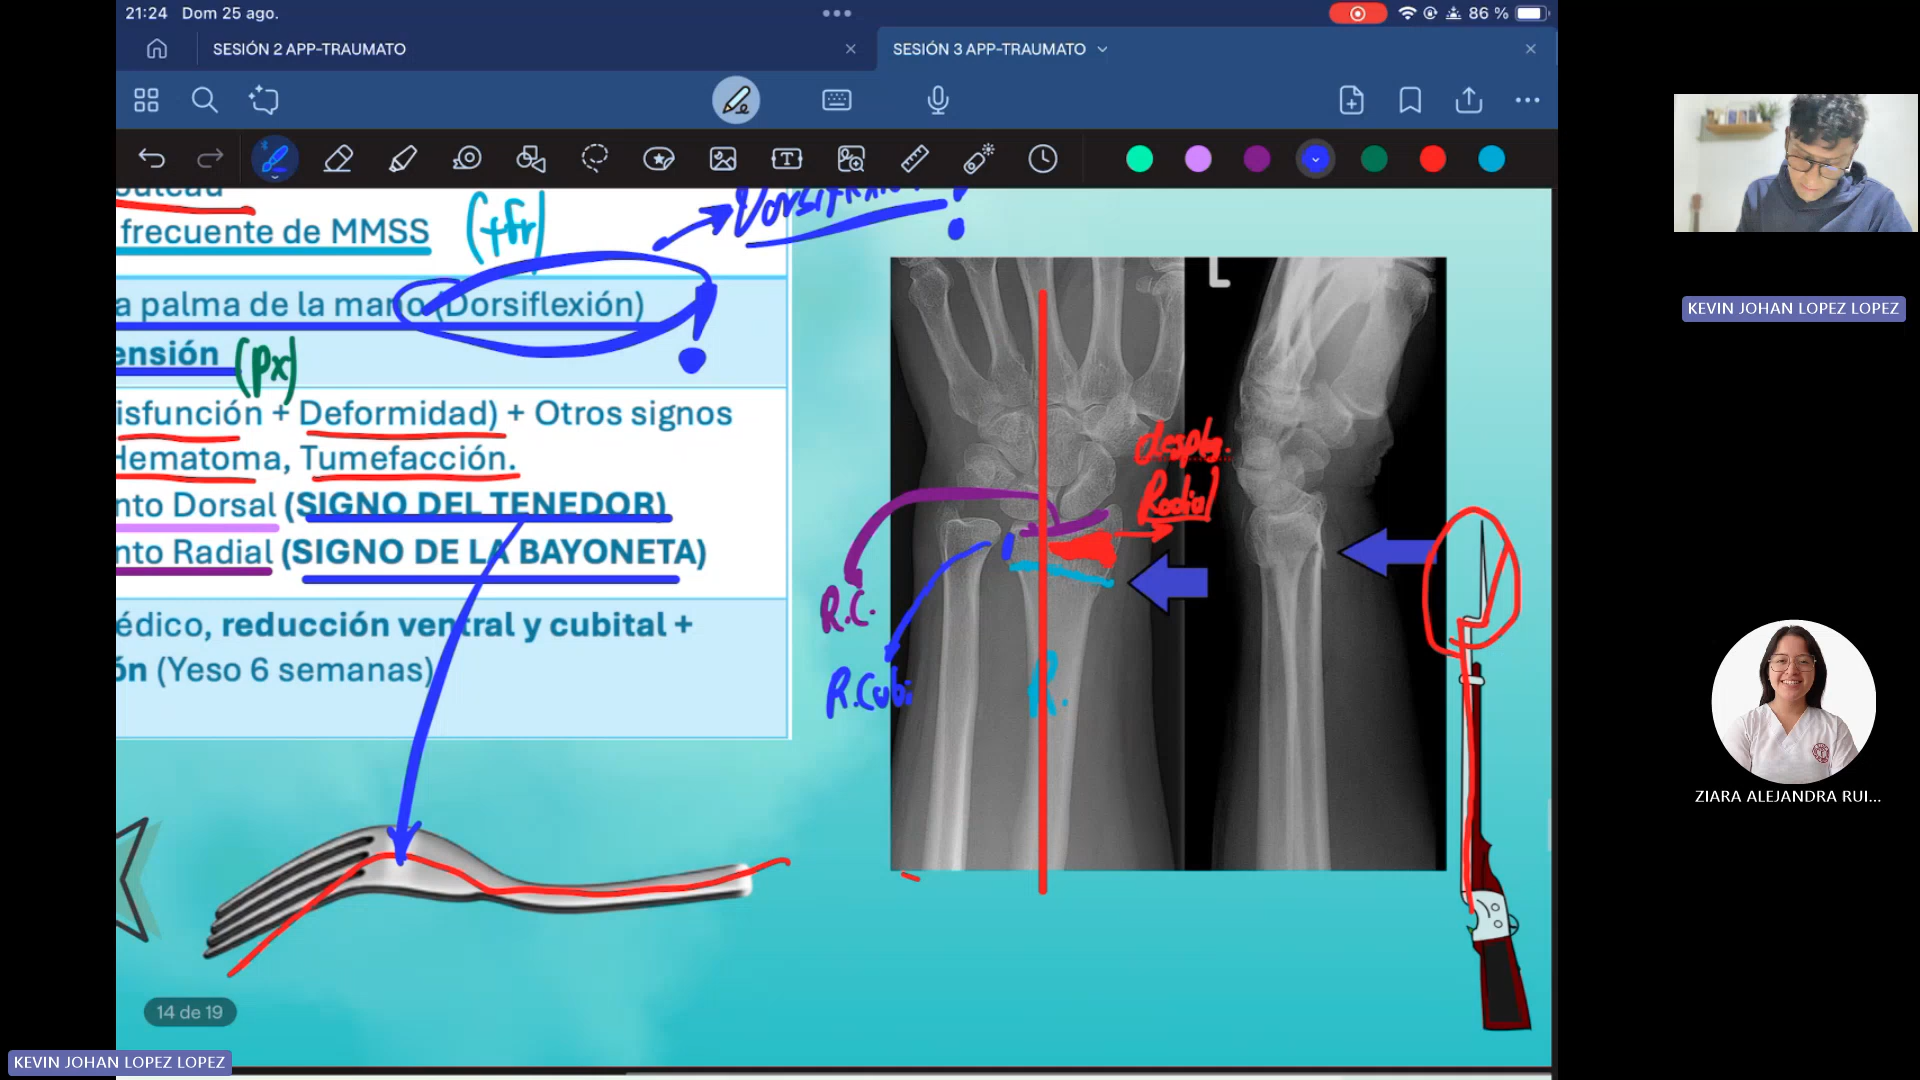 21:24 Dom 25 ago.
86 %
SESIÓN 2 APP-TRAUMATO
SESIÓN 3 APP-TRAUMATO
frecuente de MMSS (+fr)
a palma de la mano (Dorsiflexión)
ensión (px)
isfunción + Deformidad) + Otros signos
Hematoma, Tumefacción.
nto Dorsal (SIGNO DEL TENEDOR)
nto Radial (SIGNO DE LA BAYONETA)
édico, reducción ventral y cubital +
ón (Yeso 6 semanas)
L
desplz.
Radial
R.C.
R.Cubi
R.
14 de 19
KEVIN JOHAN LOPEZ LOPEZ
KEVIN JOHAN LOPEZ LOPEZ
ZIARA ALEJANDRA RUI...